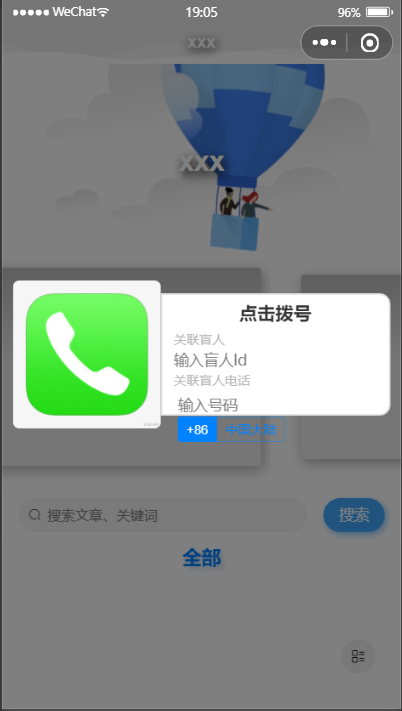 WeChat
19:05
96%
xxx
xxx
点击拨号
关联盲人
输入盲人Id
关联盲人电话
输入号码
+86
中国大陆
搜索文章、关键词
搜索
全部